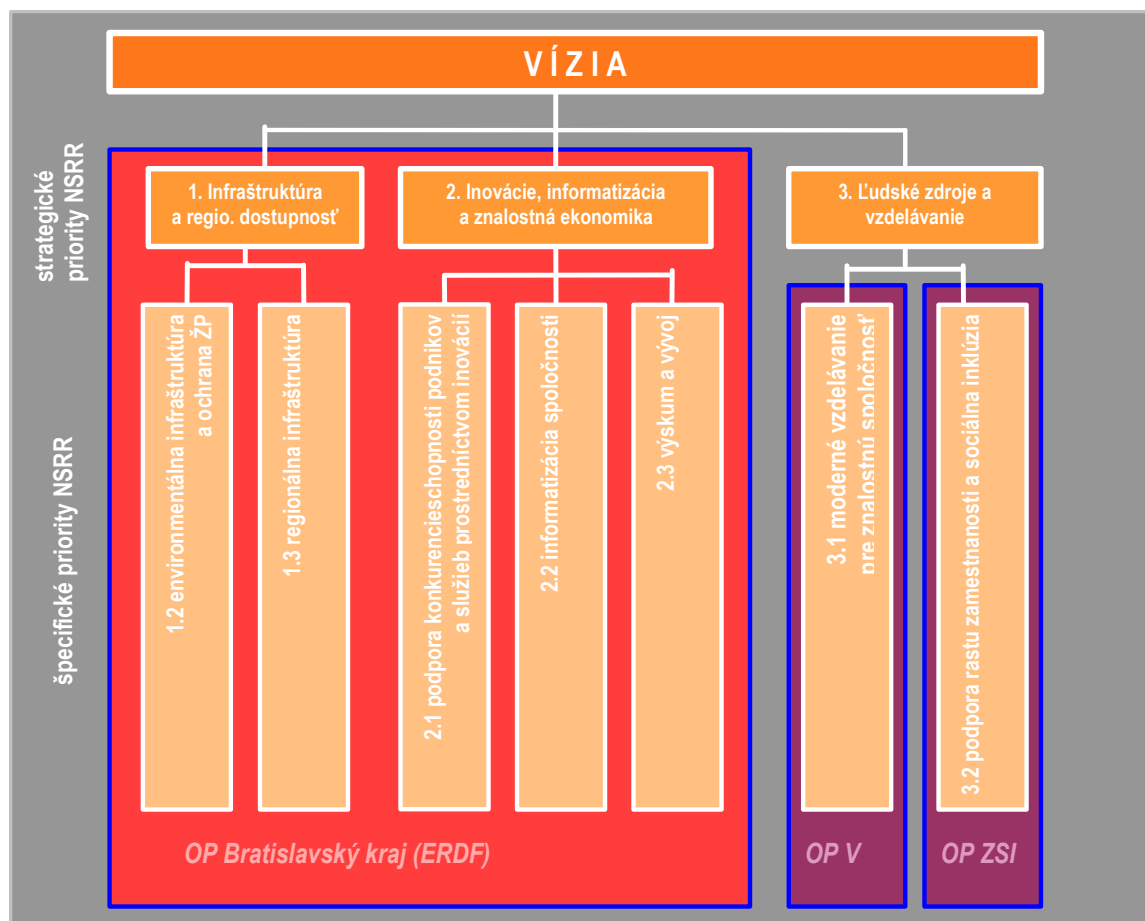 VÍZIA
strategické
priority NSRR
1. Infraštruktúra
a regio. dostupnosť
2. Inovácie, informatizácia
a znalostná ekonomika
3. Ľudské zdroje a
vzdelávanie
špecifické priority NSRR
1.2 environmentálna infraštruktúra
a ochrana ŽP
1.3 regionálna infraštruktúra
2.1 podpora konkurencieschopnosti podnikov
a služieb prostredníctvom inovácií
2.2 informatizácia spoločnosti
2.3 výskum a vývoj
3.1 moderné vzdelávanie
pre znalostnú spoločnosť
3.2 podpora rastu zamestnanosti a sociálna inklúzia
OP Bratislavský kraj (ERDF)
OP V
OP ZSI